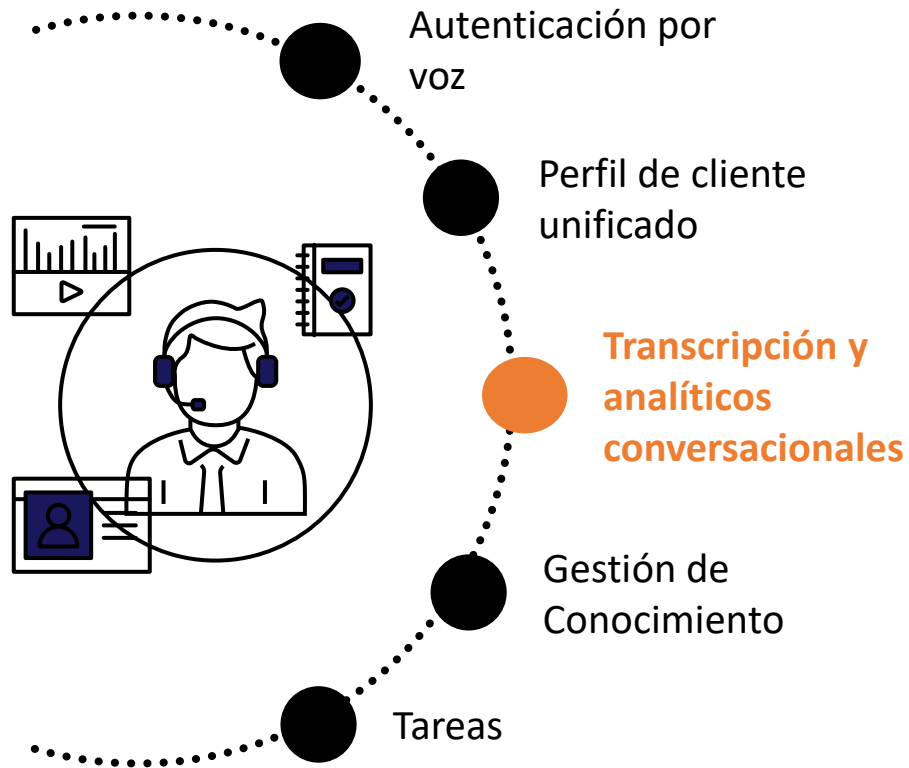 Autenticación por
voz
Perfil de cliente
unificado
Transcripción y
analíticos
conversacionales
Gestión de
Conocimiento
Tareas